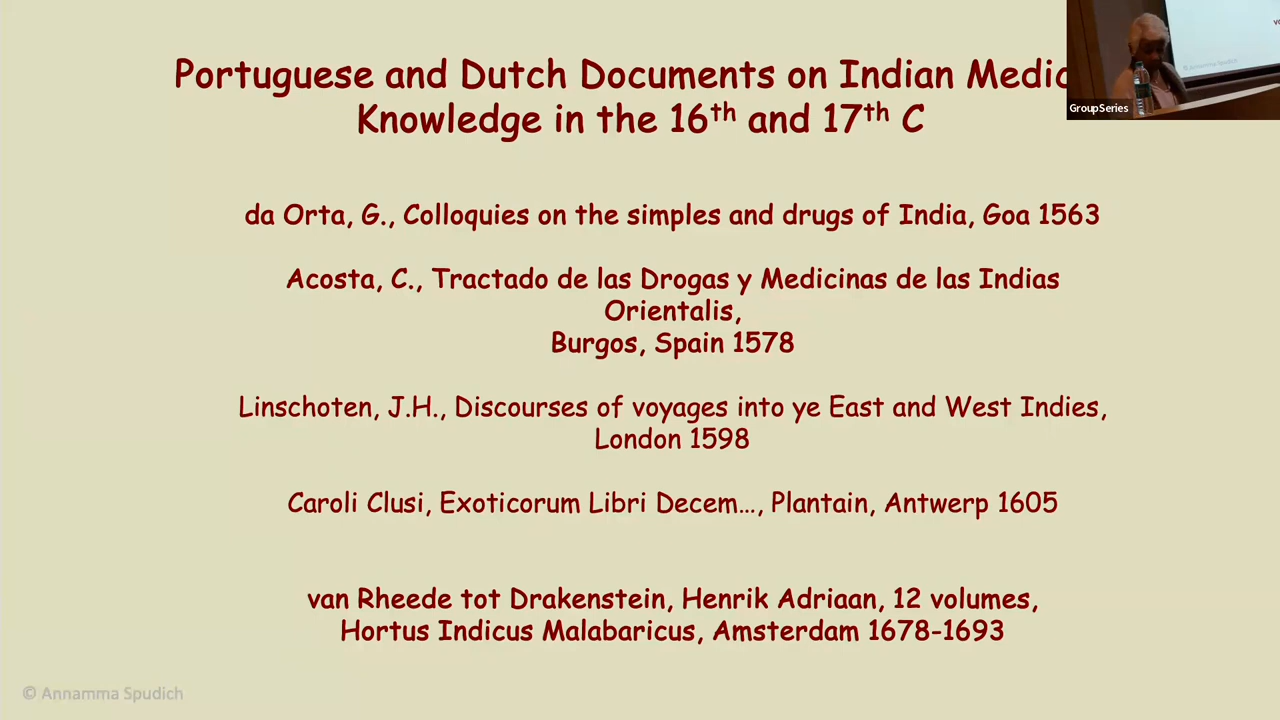 Portuguese and Dutch Documents on Indian Medic
Knowledge in the 16th and 17th C
GroupSeries
da Orta, G., Colloquies on the simples and drugs of India, Goa 1563
Acosta, C., Tractado de las Drogas y Medicinas de las Indias
Orientalis,
Burgos, Spain 1578
Linschoten, J.H., Discourses of voyages into ye East and West Indies,
London 1598
Caroli Clusi, Exoticorum Libri Decem…, Plantain, Antwerp 1605
van Rheede tot Drakenstein, Henrik Adriaan, 12 volumes,
Hortus Indicus Malabaricus, Amsterdam 1678-1693
© Annamma Spudich